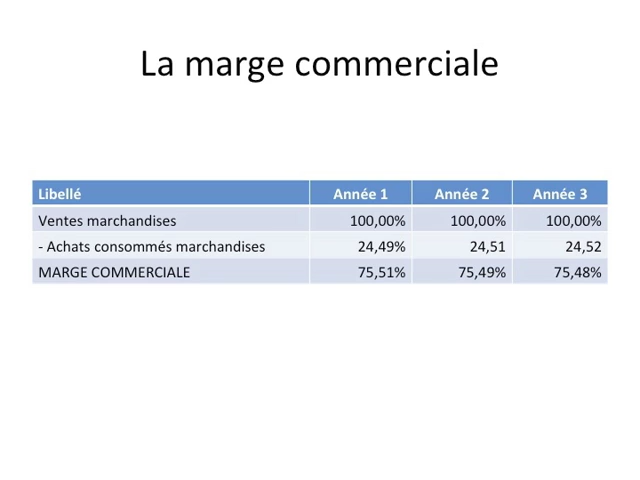 La marge commerciale
Libellé Année 1 Année 2 Année 3
Ventes marchandises 100,00% 100,00% 100,00%
- Achats consommés marchandises 24,49% 24,51 24,52
MARGE COMMERCIALE 75,51% 75,49% 75,48%